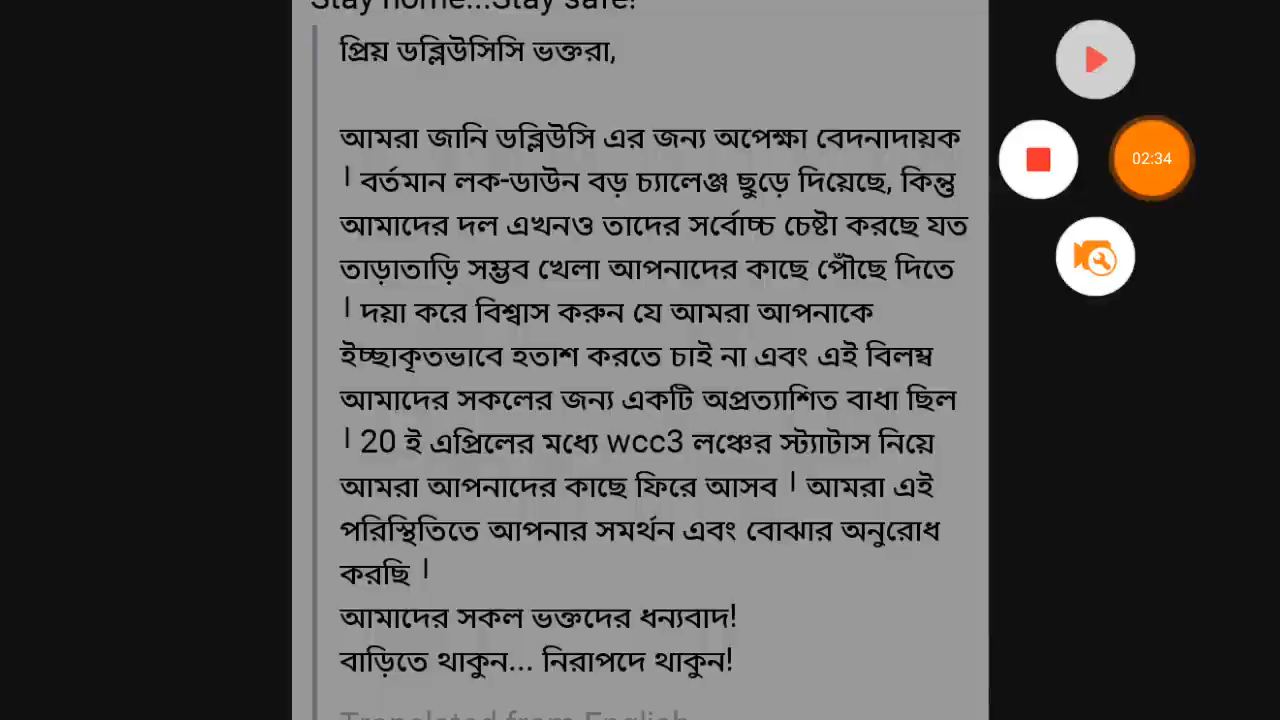 Stay home...Stay safe!
প্রিয় ডব্লিউসিসি ভক্তরা,
আমরা জানি ডব্লিউসি এর জন্য অপেক্ষা বেদনাদায়ক
। বর্তমান লক-ডাউন বড় চ্যালেঞ্জ ছুড়ে দিয়েছে, কিন্তু
আমাদের দল এখনও তাদের সর্বোচ্চ চেষ্টা করছে যত
তাড়াতাড়ি সম্ভব খেলা আপনাদের কাছে পৌঁছে দিতে
। দয়া করে বিশ্বাস করুন যে আমরা আপনাকে
ইচ্ছাকৃতভাবে হতাশ করতে চাই না এবং এই বিলম্ব
আমাদের সকলের জন্য একটি অপ্রত্যাশিত বাধা ছিল
। 20 ই এপ্রিলের মধ্যে wcc3 লঞ্চের স্ট্যাটাস নিয়ে
আমরা আপনাদের কাছে ফিরে আসব । আমরা এই
পরিস্থিতিতে আপনার সমর্থন এবং বোঝার অনুরোধ
করছি ।
আমাদের সকল ভক্তদের ধন্যবাদ!
বাড়িতে থাকুন... নিরাপদে থাকুন!
Translated from English
02:34